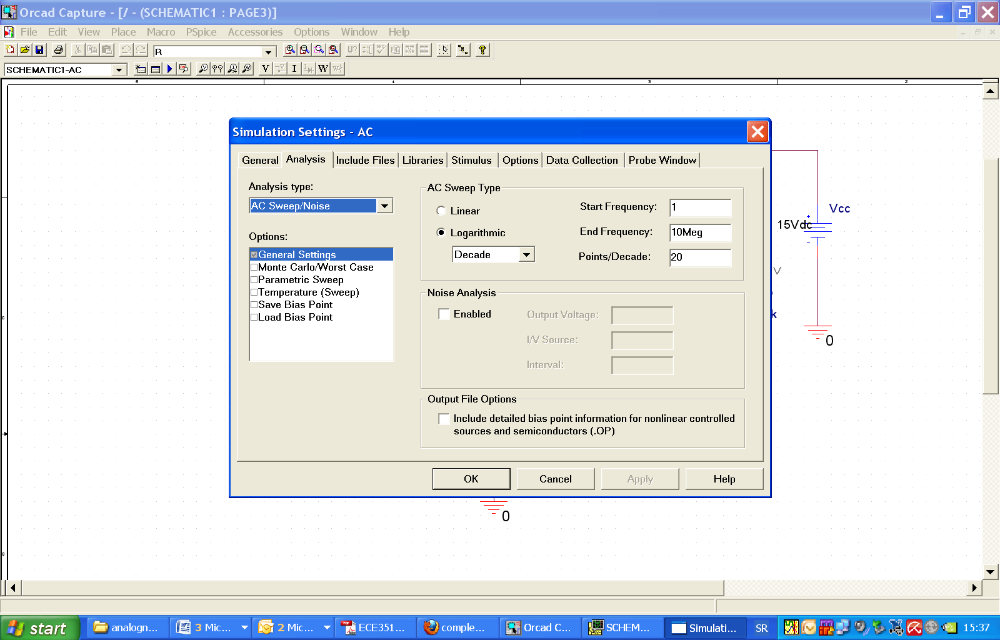 Orcad Capture - [/ - (SCHEMATIC1 : PAGE3)]
File Edit View Place Macro PSpice Accessories Options Window Help
R
U?
DRC
SCHEMATIC1-AC
V V I I W W
5 4 3 2
Simulation Settings - AC
General Analysis Include Files Libraries Stimulus Options Data Collection Probe Window
Analysis type:
AC Sweep/Noise
Options:
General Settings
Monte Carlo/Worst Case
Parametric Sweep
Temperature (Sweep)
Save Bias Point
Load Bias Point
AC Sweep Type
Linear
Logarithmic
Decade
Start Frequency: 1
End Frequency: 10Meg
Points/Decade: 20
Noise Analysis
Enabled
Output Voltage:
I/V Source:
Interval:
Output File Options
Include detailed bias point information for nonlinear controlled
sources and semiconductors (.OP)
OK Cancel Apply Help
Vcc
15Vdc
+
-
V
k
0
0
C
B
start analogn... 3 Mic... 2 Mic... ECE351... comple... Orcad C... SCHEM... Simulati... SR 15:37